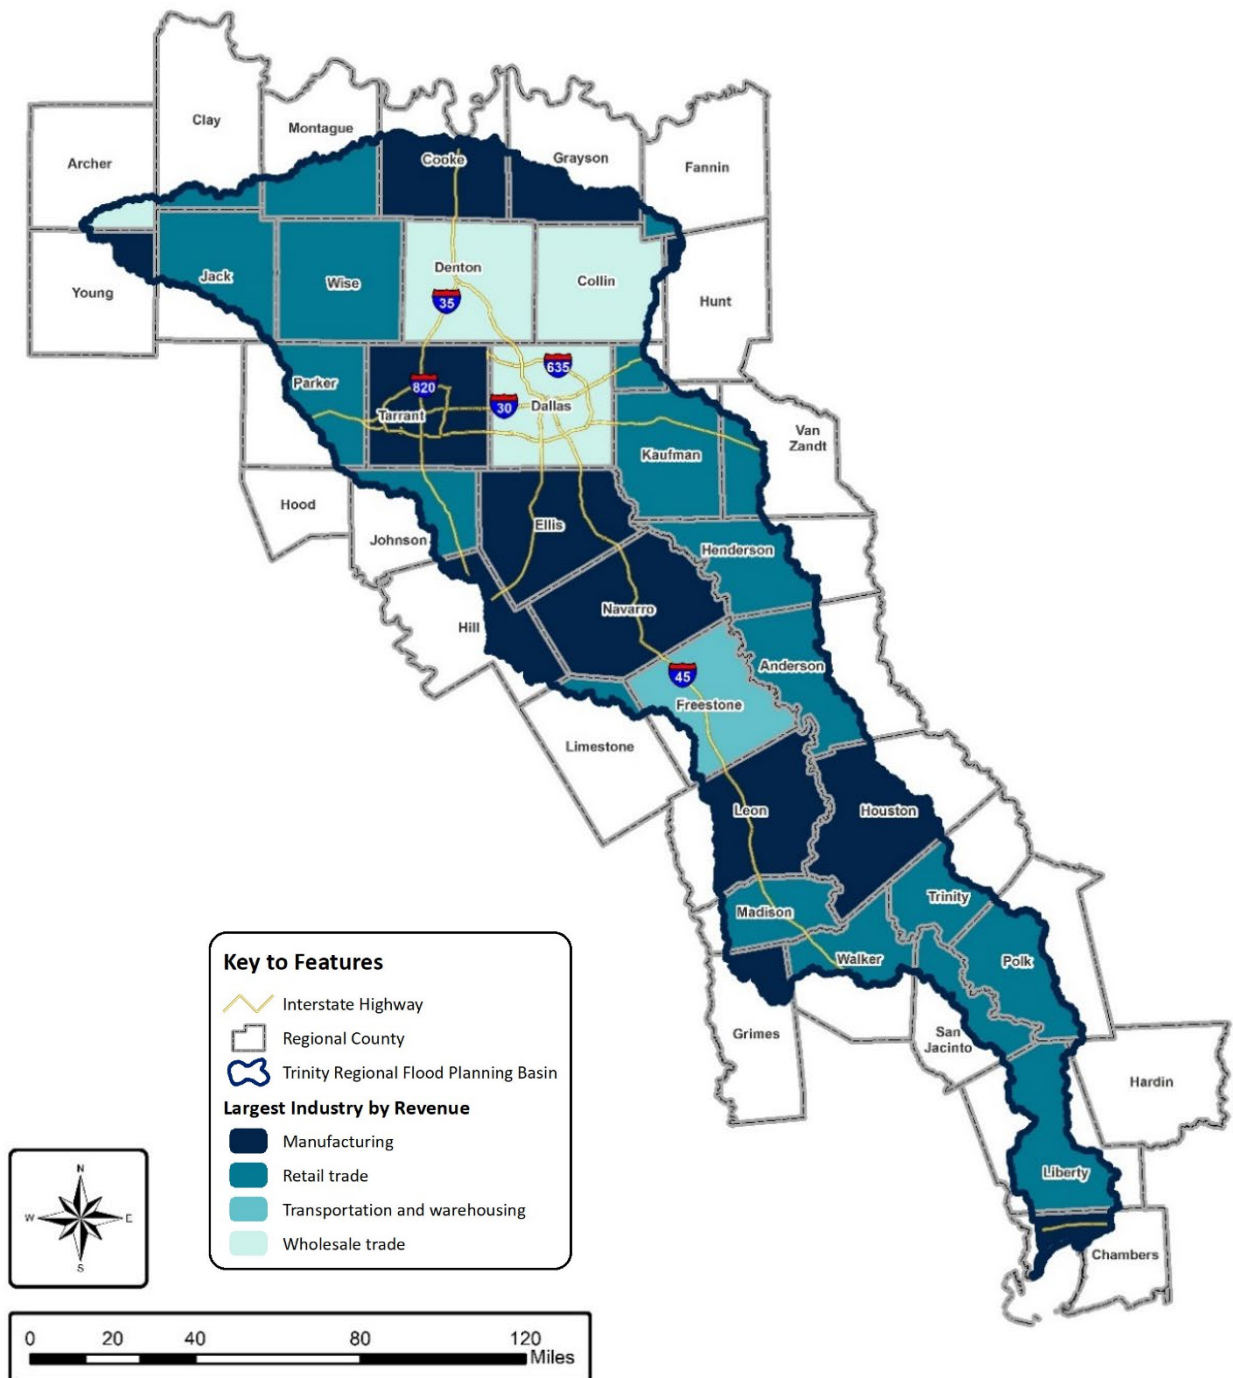 Clay
Montague
Cooke
Grayson
Fannin
Archer
Young
Jack
Wise
Denton
Collin
Hunt
35
Parker
820
Tarrant
30
635
Dallas
Kaufman
Van
Zandt
Hood
Johnson
Ellis
Henderson
Hill
Navarro
Anderson
45
Freestone
Limestone
Leon
Houston
Madison
Trinity
Walker
Polk
Grimes
San
Jacinto
Hardin
Liberty
Chambers
Key to Features
Interstate Highway
Regional County
Trinity Regional Flood Planning Basin
Largest Industry by Revenue
Manufacturing
Retail trade
Transportation and warehousing
Wholesale trade
N
W E
S
0 20 40 80 120
Miles